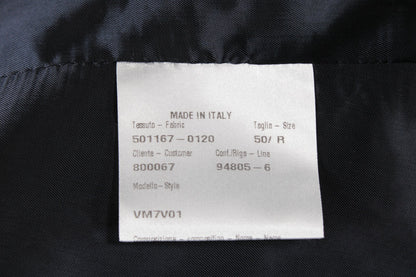 MADE IN ITALY
Tessuto - Fabric Taglia - Size
501167-0120 50/ R
Cliente - Customer Conf./Riga - Line
800067 94805-6
Modello-Style
VM7V01